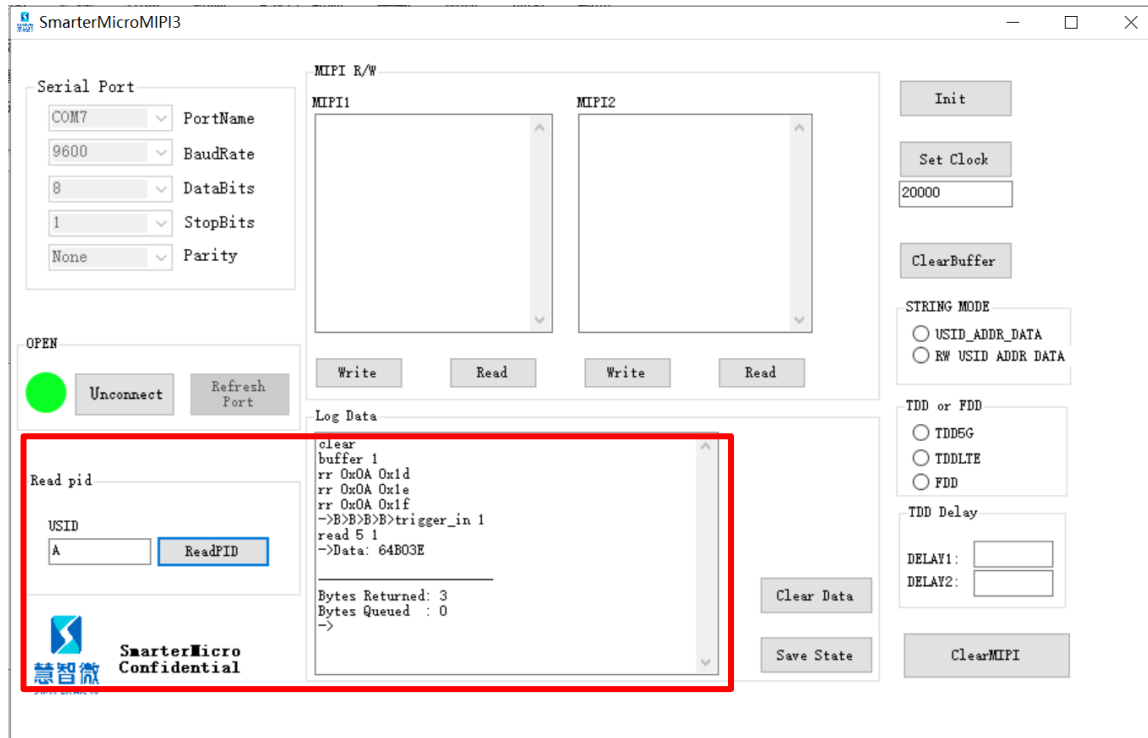 SmarterMicroMIPI3
Serial Port
COM7 PortName
9600 BaudRate
8 DataBits
1 StopBits
None Parity
OPEN
Unconnect
Refresh
Port
Read pid
USID
A
ReadPID
慧智微
SmarterMicro
Confidential
MIPI R/W
MIPI1 MIPI2
Write Read Write Read
Log Data
clear
buffer 1
rr 0x0A 0x1d
rr 0x0A 0x1e
rr 0x0A 0x1f
->B>B>B>B>trigger_in 1
read 5 1
->Data: 64B03E
Bytes Returned: 3
Bytes Queued : 0
->
Clear Data
Save State
Init
Set Clock
20000
ClearBuffer
STRING MODE
USID_ADDR_DATA
RW USID ADDR DATA
TDD or FDD
TDD5G
TDDLTE
FDD
TDD Delay
DELAY1:
DELAY2:
ClearMIPI